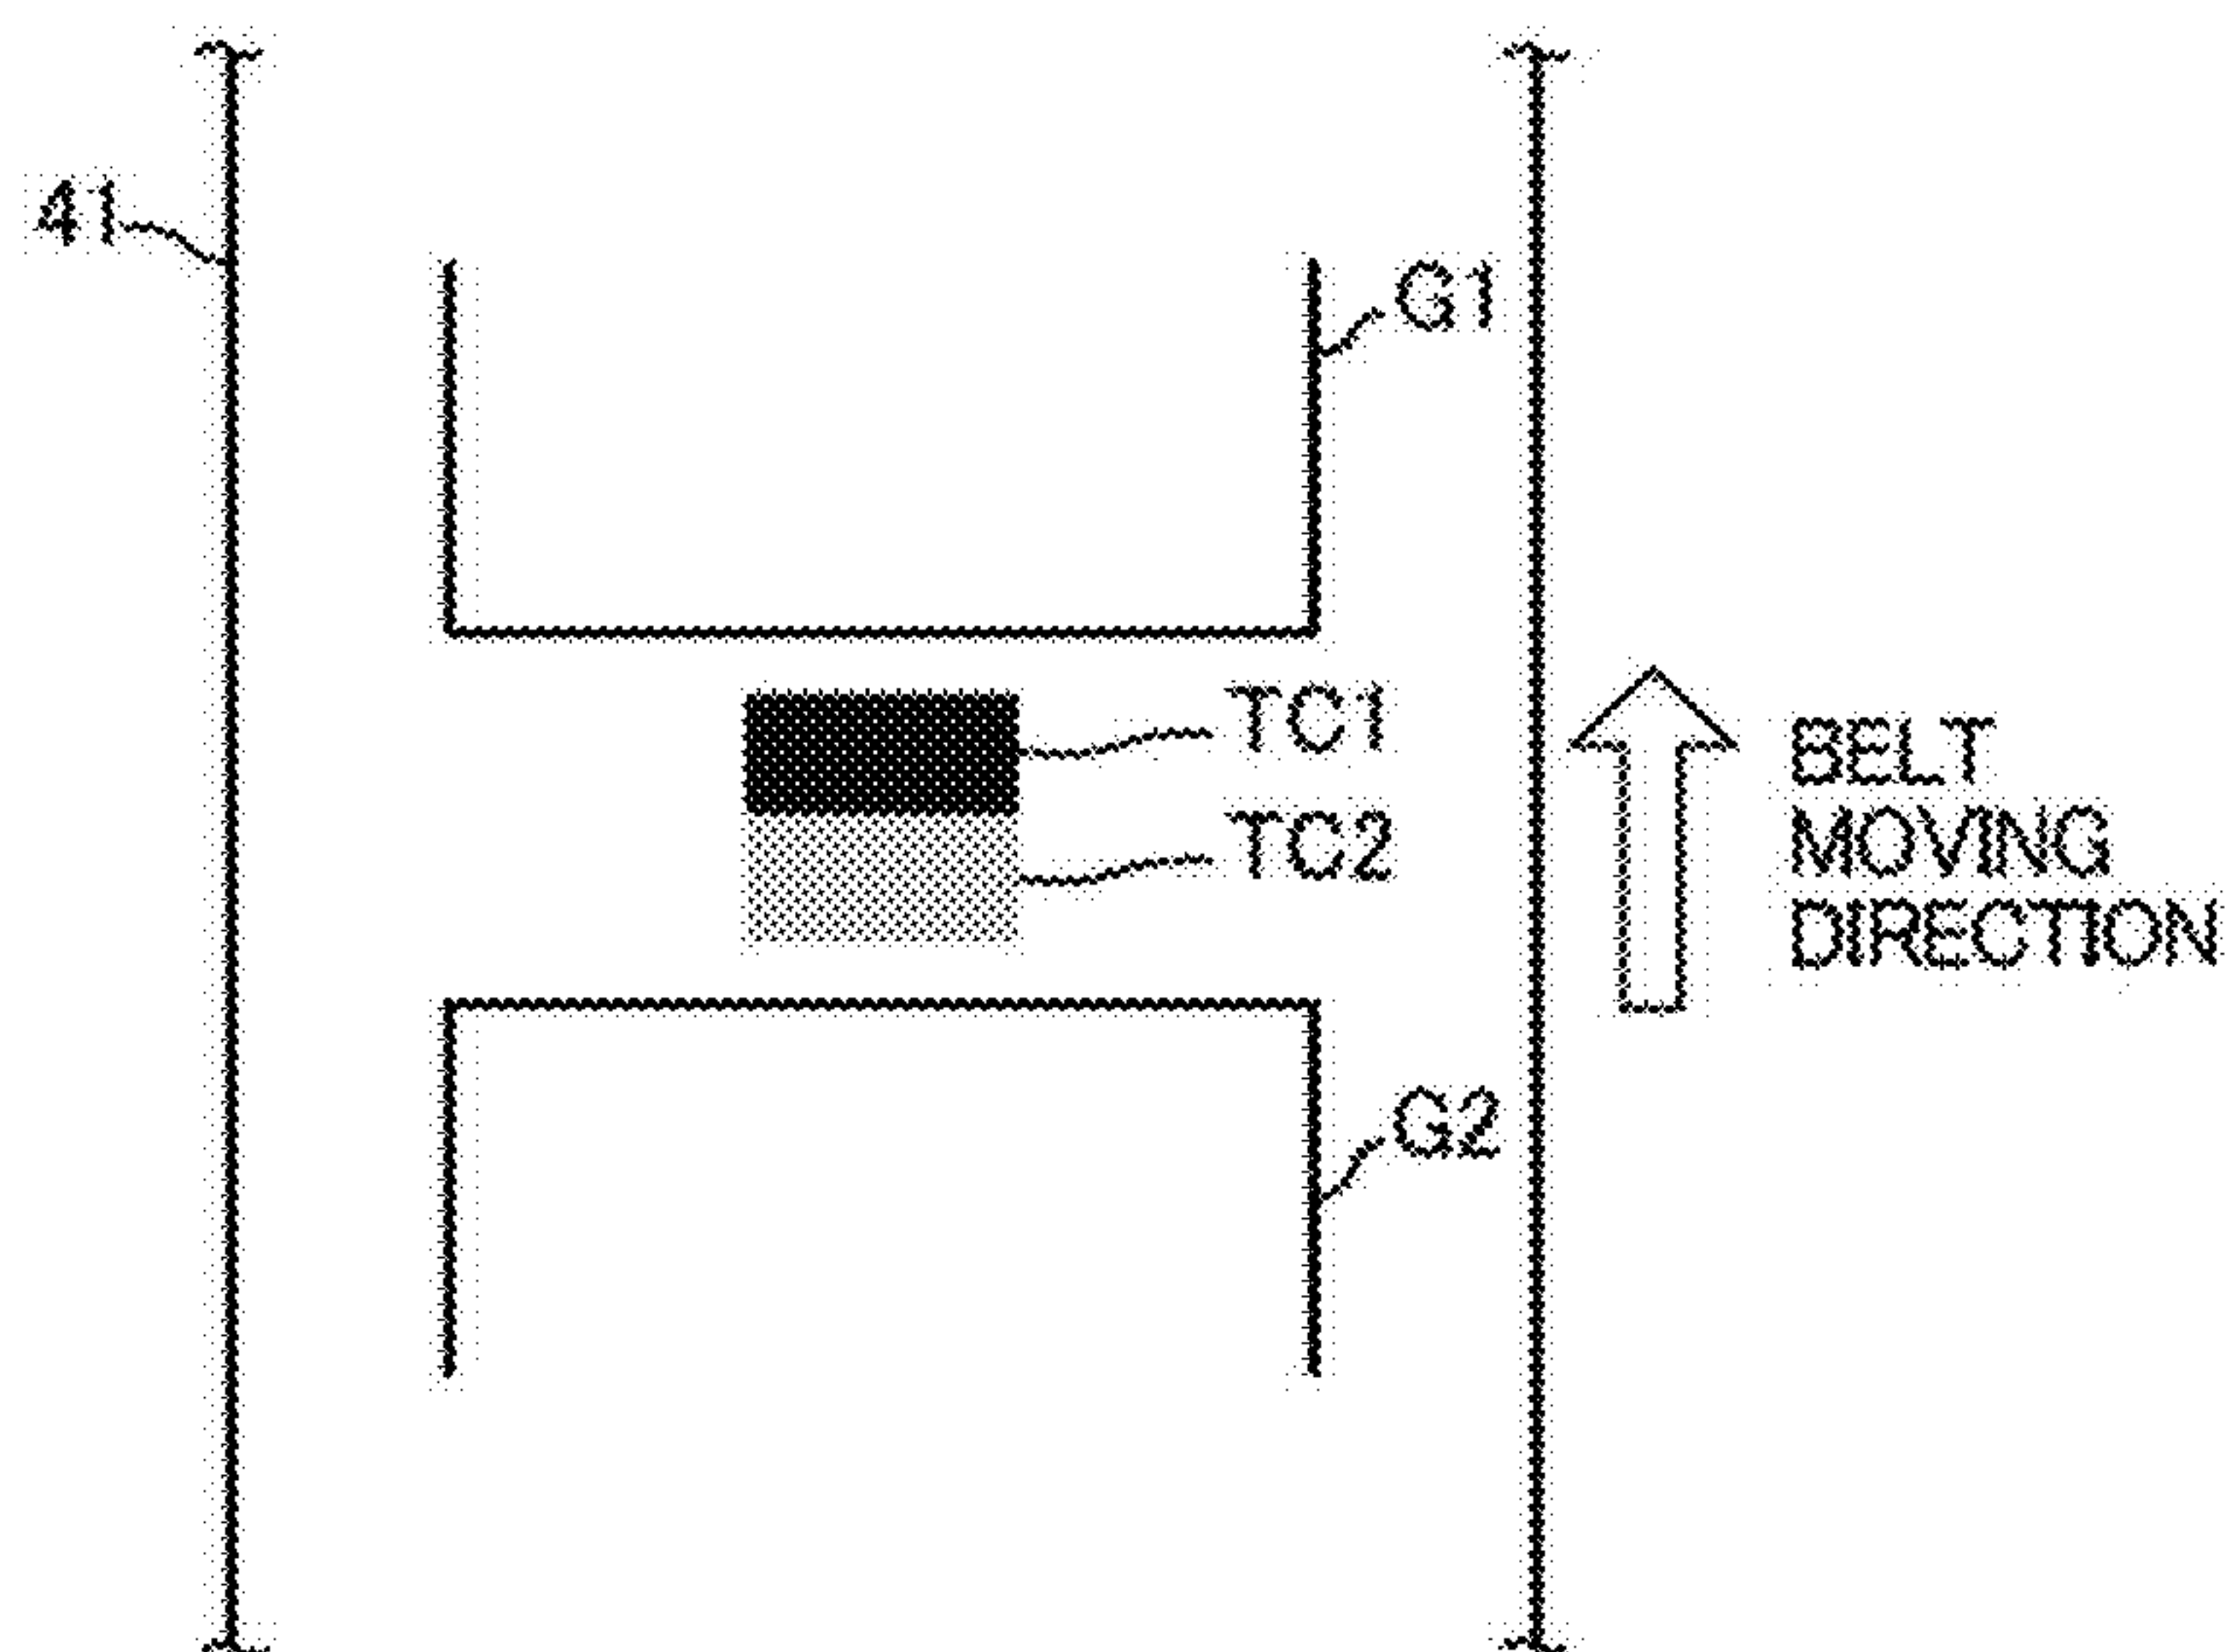 41
G1
TC1
TC2
BELT
MOVING
DIRECTION
G2